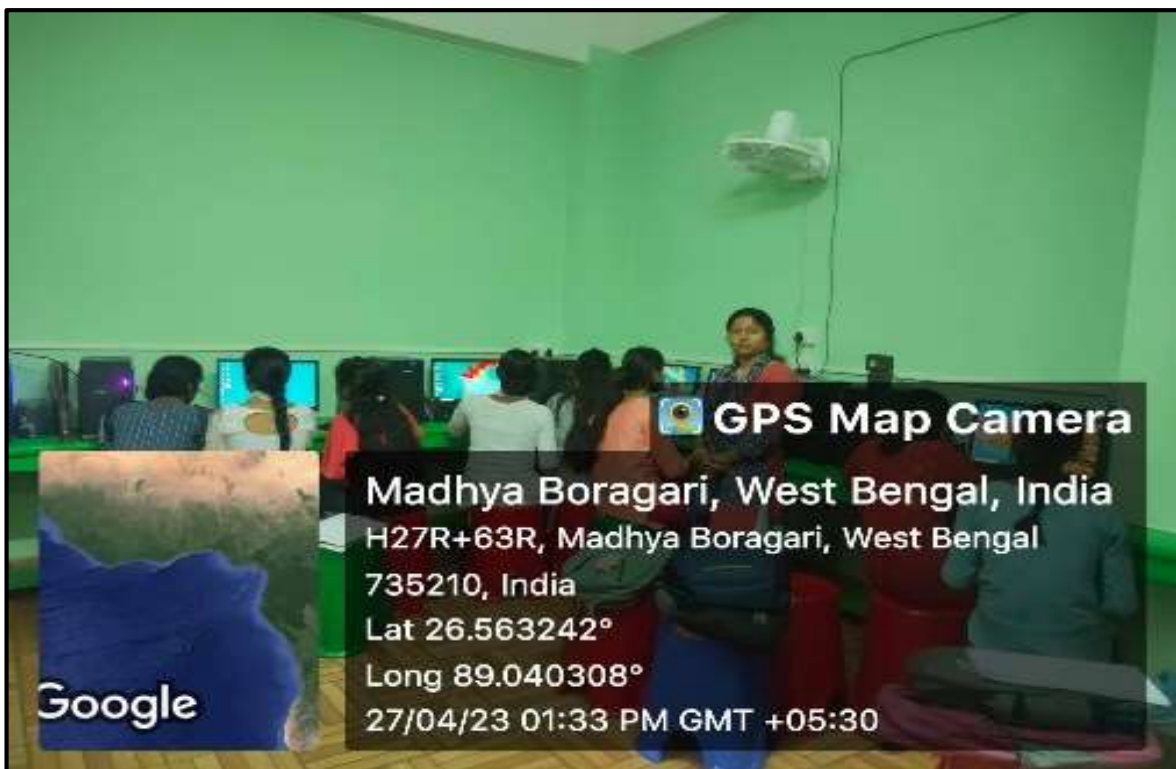 GPS Map Camera
Madhya Boragari, West Bengal, India
H27R+63R, Madhya Boragari, West Bengal
735210, India
Lat 26.563242°
Long 89.040308°
27/04/23 01:33 PM GMT +05:30
Google